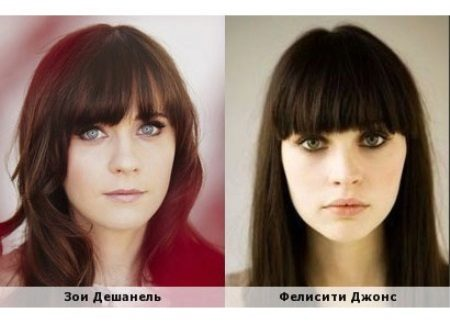 Зои Дешанель
Фелисити Джонс